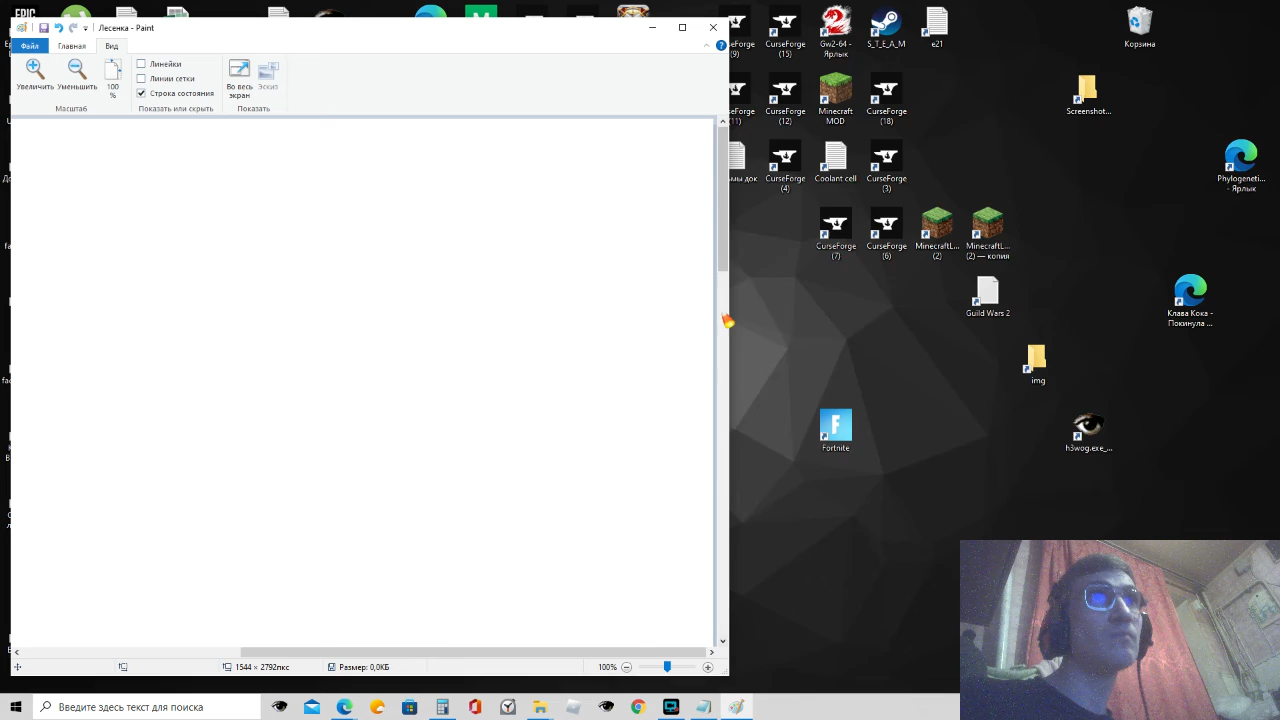 EPIC
Лесенка - Paint
Файл
Главная
Вид
Увеличить
Уменьшить
100
%
Масштаб
Линейки
Линии сетки
Строка состояния
Показать или скрыть
Во весь
экран
Эскиз
Показать
1544 × 2792пкс
Размер: 0,0КБ
100%
(9)
CurseForge
(15)
Gw2-64 -
Ярлык
S_T_E_A_M
e21
Корзина
(11)
CurseForge
(12)
Minecraft
MOD
CurseForge
(18)
Screenshot...
док
CurseForge
(4)
Coolant cell
CurseForge
(3)
Phylogeneti...
- Ярлык
CurseForge
(7)
CurseForge
(6)
MinecraftL...
(2)
MinecraftL...
(2) — копия
Guild Wars 2
Клава Кока -
Покинула ...
img
Fortnite
h3wog.exe_...
Введите здесь текст для поиска